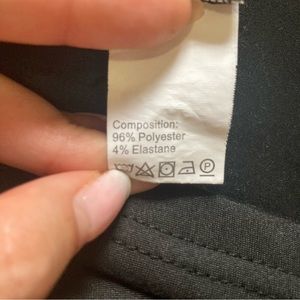 Composition:
96% Polyester
4% Elastane